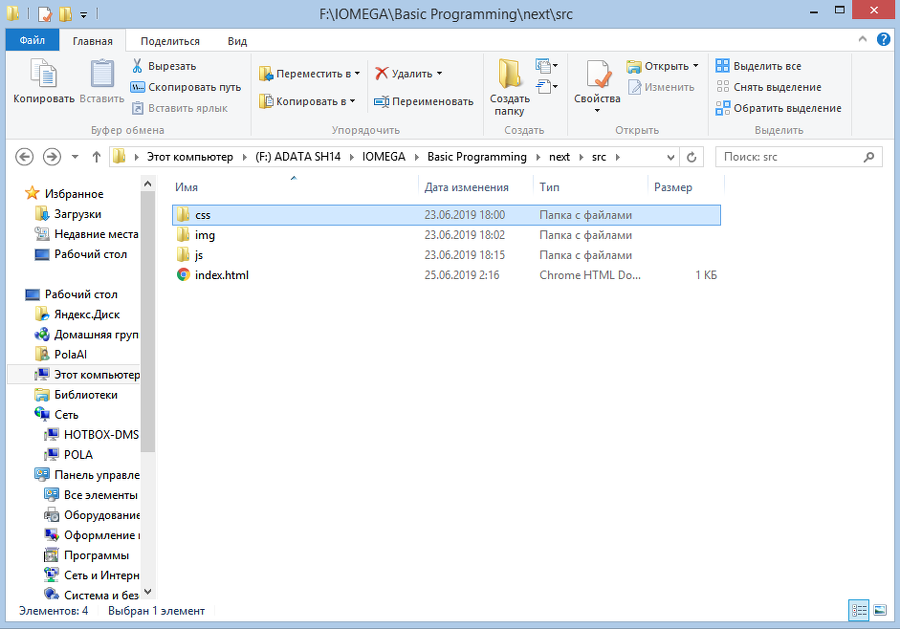 F:\IOMEGA\Basic Programming\next\src
Файл Главная Поделиться Вид
Копировать Вставить Вырезать Скопировать путь Вставить ярлык
Буфер обмена
Переместить в Копировать в Удалить Переименовать
Упорядочить
Создать папку
Создать
Свойства Открыть Изменить
Открыть
Выделить все Снять выделение Обратить выделение
Выделить
Этот компьютер (F:) ADATA SH14 IOMEGA Basic Programming next src Поиск: src
Имя Дата изменения Тип Размер
css 23.06.2019 18:00 Папка с файлами
img 23.06.2019 18:02 Папка с файлами
js 23.06.2019 18:15 Папка с файлами
index.html 25.06.2019 2:16 Chrome HTML Do... 1 КБ
Избранное
Загрузки
Недавние места
Рабочий стол
Рабочий стол
Яндекс.Диск
Домашняя груп
PolaAl
Этот компьютер
Библиотеки
Сеть
HOTBOX-DMS
POLA
Панель управле
Все элементы
Оборудование
Оформление
Программы
Сеть и Интерн
Система и без
Элементов: 4 Выбран 1 элемент